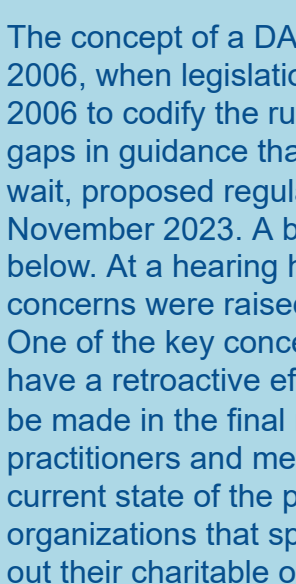 The concept of a DA
2006, when legislatio
2006 to codify the ru
gaps in guidance tha
wait, proposed regul
November 2023. A b
below. At a hearing h
concerns were raise
One of the key conce
have a retroactive ef
be made in the final
practitioners and me
current state of the p
organizations that sp
out their charitable o